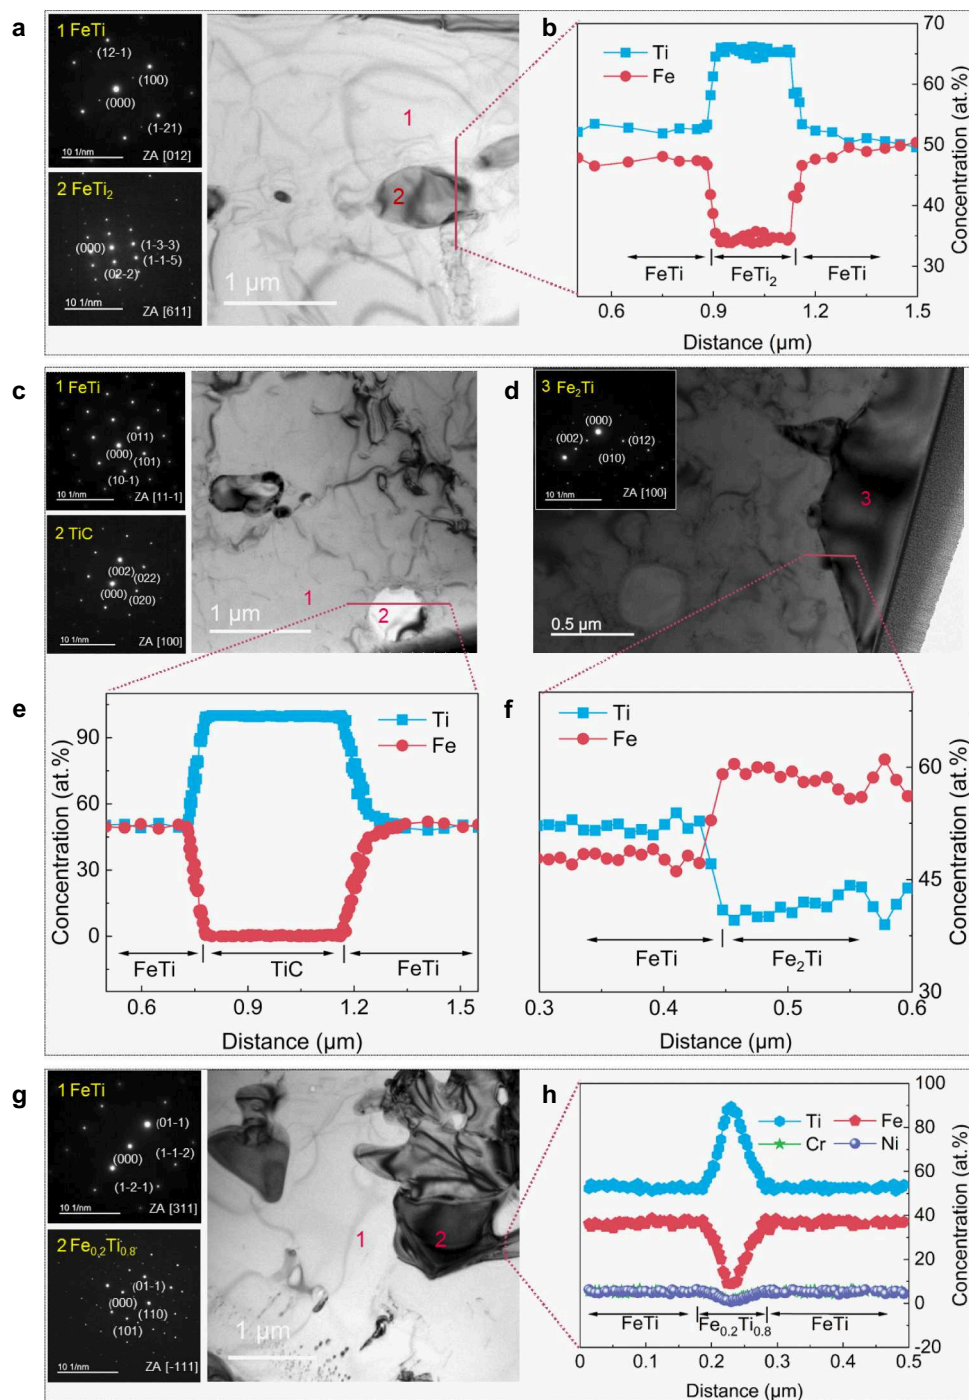 a
1 FeTi
(12-1)
(100)
(000)
(1-21)
10 1/nm
ZA [012]
2 FeTi₂
(000)
(1-3-3)
(1-1-5)
(02-2)
10 1/nm
ZA [611]
1
2
1 μm
b
Ti
Fe
70
60
50
40
30
Concentration (at.%)
FeTi
FeTi₂
FeTi
0.6
0.9
1.2
1.5
Distance (μm)
c
1 FeTi
(011)
(000)
(101)
(10-1)
10 1/nm
ZA [11-1]
2 TiC
(002)
(022)
(000)
(020)
10 1/nm
ZA [100]
1
2
1 μm
d
3 Fe₂Ti
(000)
(002)
(012)
(010)
10 1/nm
ZA [100]
3
0.5 μm
e
Ti
Fe
90
60
30
0
Concentration (at.%)
FeTi
TiC
FeTi
0.6
0.9
1.2
1.5
Distance (μm)
f
Ti
Fe
60
45
30
Concentration (at.%)
FeTi
Fe₂Ti
0.3
0.4
0.5
0.6
Distance (μm)
g
1 FeTi
(01-1)
(000)
(1-1-2)
(1-2-1)
10 1/nm
ZA [311]
2 Fe₀.₂Ti₀.₈
(01-1)
(000)
(110)
(101)
10 1/nm
ZA [-111]
1
2
1 μm
h
Ti
Fe
Cr
Ni
100
80
60
40
20
0
-20
Concentration (at.%)
FeTi
Fe₀.₂Ti₀.₈
FeTi
0
0.1
0.2
0.3
0.4
0.5
Distance (μm)